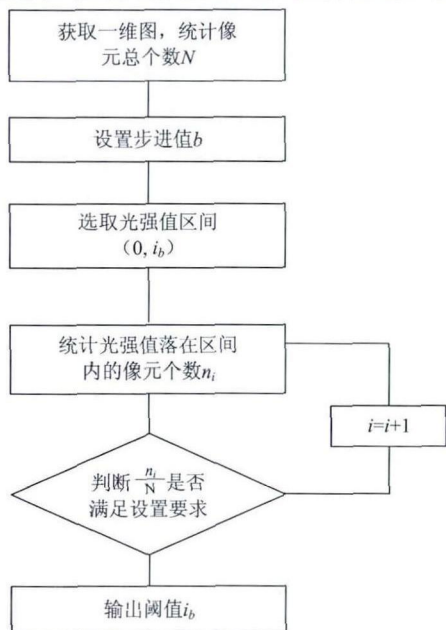 获取一维图，统计像
元总个数N
设置步进值b
选取光强值区间
（0, i_b）
统计光强值落在区间
内的像元个数n_i
i=i+1
判断 n_i/N 是否
满足设置要求
输出阈值i_b